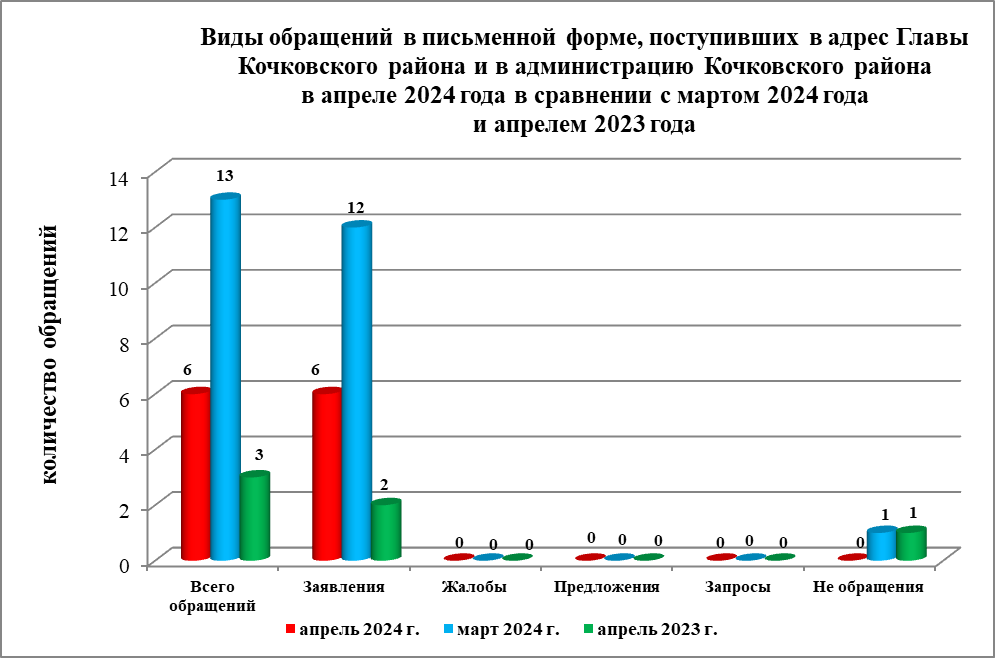 Виды обращений в письменной форме, поступивших в адрес Главы
Кочковского района и в администрацию Кочковского района
в апреле 2024 года в сравнении с мартом 2024 года
и апрелем 2023 года
количество обращений
14
12
10
8
6
4
2
0
6
13
3
6
12
2
0
0
0
0
0
0
0
0
0
0
1
1
Всего
обращений
Заявления
Жалобы
Предложения
Запросы
Не обращения
апрель 2024 г.
март 2024 г.
апрель 2023 г.